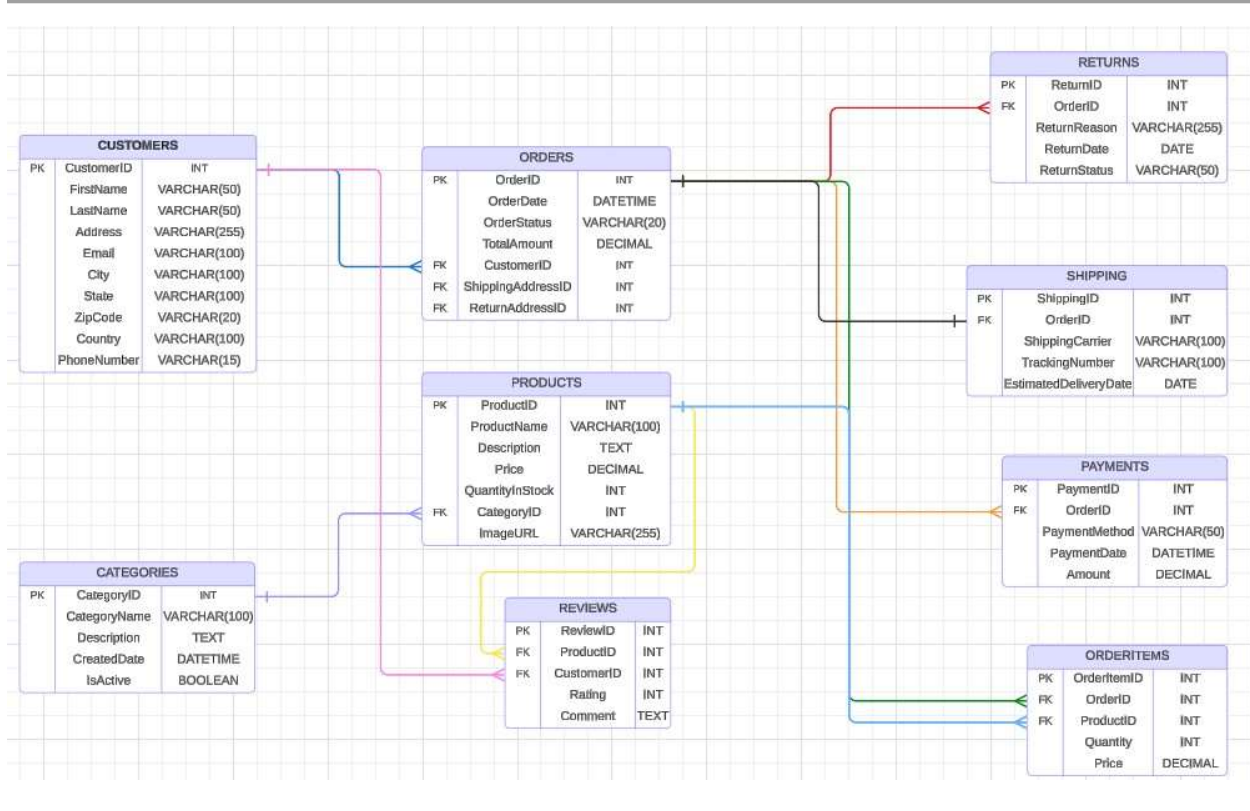 CUSTOMERS
PK CustomerID INT
FirstName VARCHAR(50)
LastName VARCHAR(50)
Address VARCHAR(255)
Email VARCHAR(100)
City VARCHAR(100)
State VARCHAR(100)
ZipCode VARCHAR(20)
Country VARCHAR(100)
PhoneNumber VARCHAR(15)
CATEGORIES
PK CategoryID INT
CategoryName VARCHAR(100)
Description TEXT
CreatedDate DATETIME
IsActive BOOLEAN
ORDERS
PK OrderID INT
OrderDate DATETIME
OrderStatus VARCHAR(20)
TotalAmount DECIMAL
FK CustomerID INT
FK ShippingAddressID INT
FK ReturnAddressID INT
PRODUCTS
PK ProductID INT
ProductName VARCHAR(100)
Description TEXT
Price DECIMAL
QuantityInStock INT
FK CategoryID INT
ImageURL VARCHAR(255)
REVIEWS
PK ReviewID INT
FK ProductID INT
FK CustomerID INT
Rating INT
Comment TEXT
RETURNS
PK ReturnID INT
FK OrderID INT
ReturnReason VARCHAR(255)
ReturnDate DATE
ReturnStatus VARCHAR(50)
SHIPPING
PK ShippingID INT
FK OrderID INT
ShippingCarrier VARCHAR(100)
TrackingNumber VARCHAR(100)
EstimatedDeliveryDate DATE
PAYMENTS
PK PaymentID INT
FK OrderID INT
PaymentMethod VARCHAR(50)
PaymentDate DATETIME
Amount DECIMAL
ORDERITEMS
PK OrderItemID INT
FK OrderID INT
FK ProductID INT
Quantity INT
Price DECIMAL